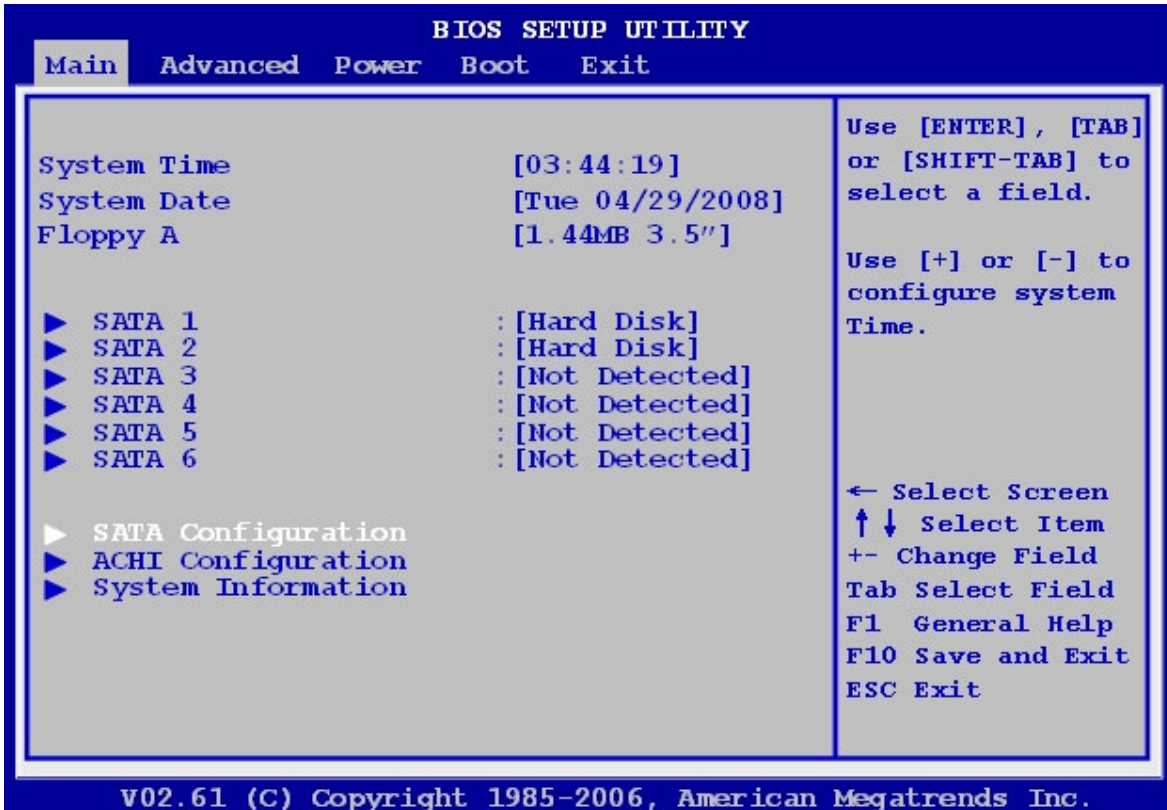 BIOS SETUP UTILITY
Main Advanced Power Boot Exit
System Time [03:44:19]
System Date [Tue 04/29/2008]
Floppy A [1.44MB 3.5″]
▶ SATA 1 :[Hard Disk]
▶ SATA 2 :[Hard Disk]
▶ SATA 3 :[Not Detected]
▶ SATA 4 :[Not Detected]
▶ SATA 5 :[Not Detected]
▶ SATA 6 :[Not Detected]
▶ SATA Configuration
▶ ACHI Configuration
▶ System Information
Use [ENTER], [TAB]
or [SHIFT-TAB] to
select a field.
Use [+] or [-] to
configure system
Time.
← Select Screen
↑↓ Select Item
+- Change Field
Tab Select Field
F1 General Help
F10 Save and Exit
ESC Exit
V02.61 (C) Copyright 1985-2006, American Megatrends Inc.